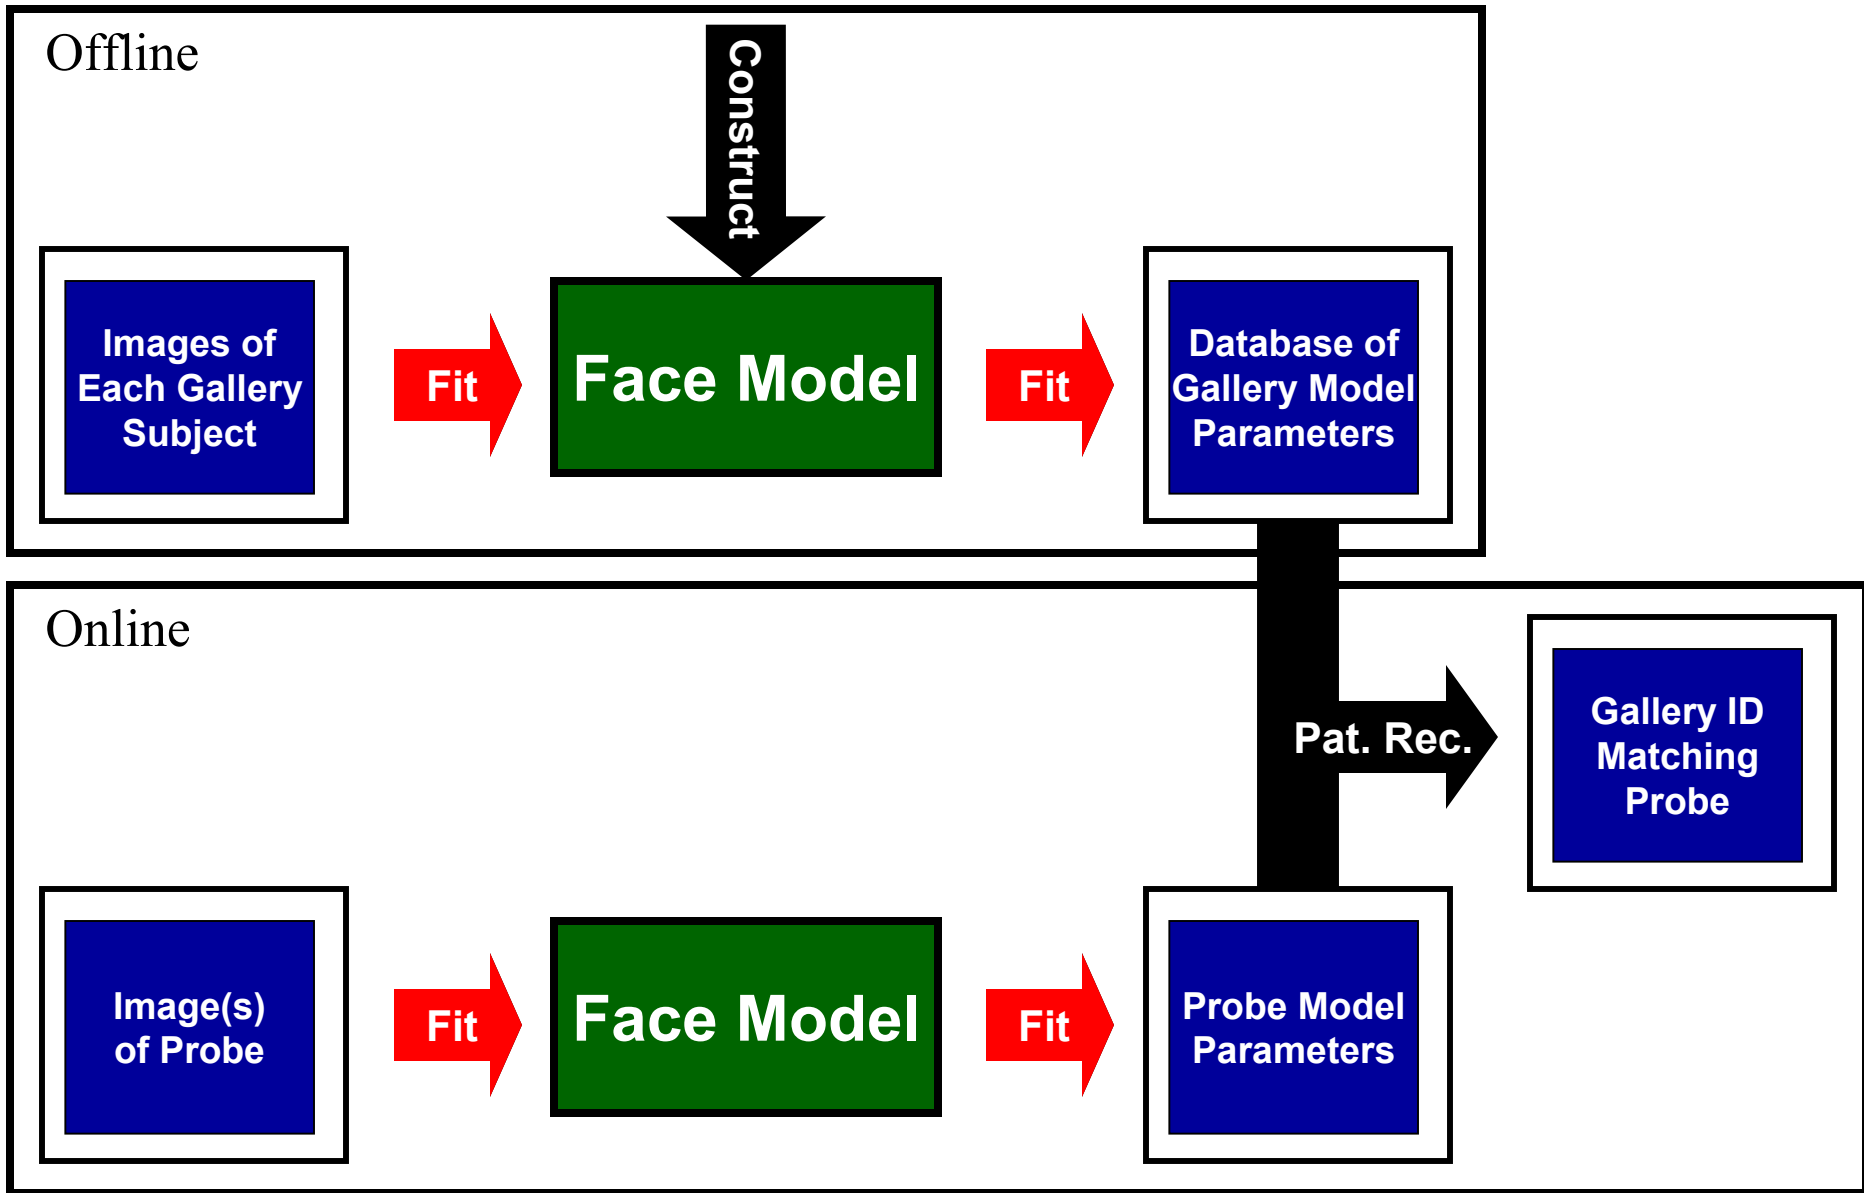 Offline
Construct
Images of
Each Gallery
Subject
Fit
Face Model
Fit
Database of
Gallery Model
Parameters
Online
Pat. Rec.
Gallery ID
Matching
Probe
Image(s)
of Probe
Fit
Face Model
Fit
Probe Model
Parameters